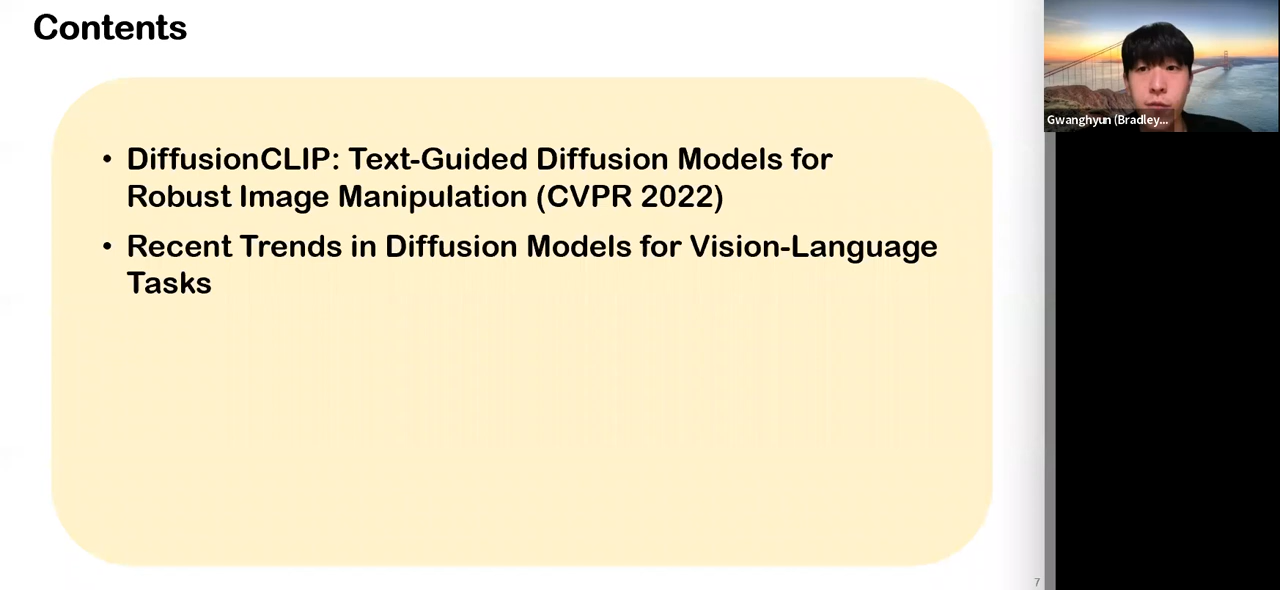 Contents
• DiffusionCLIP: Text-Guided Diffusion Models for
Robust Image Manipulation (CVPR 2022)
• Recent Trends in Diffusion Models for Vision-Language
Tasks
Gwanghyun (Bradley...
7